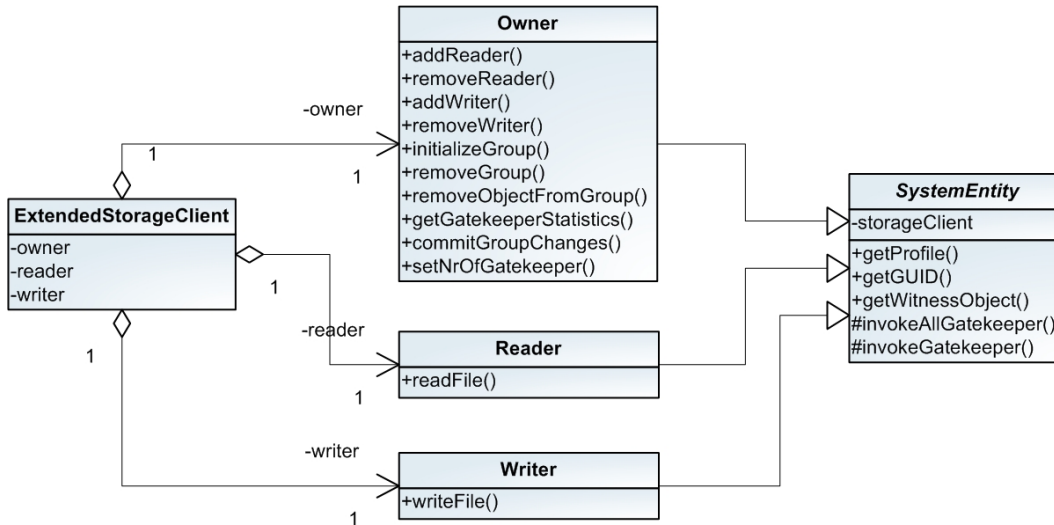 Owner
+addReader()
+removeReader()
+addWriter()
+removeWriter()
+initializeGroup()
+removeGroup()
+removeObjectFromGroup()
+getGatekeeperStatistics()
+commitGroupChanges()
+setNrOfGatekeeper()
-owner
1
1
ExtendedStorageClient
-owner
-reader
-writer
1
-reader
1
Reader
+readFile()
1
-writer
1
Writer
+writeFile()
SystemEntity
-storageClient
+getProfile()
+getGUID()
+getWitnessObject()
#invokeAllGatekeeper()
#invokeGatekeeper()